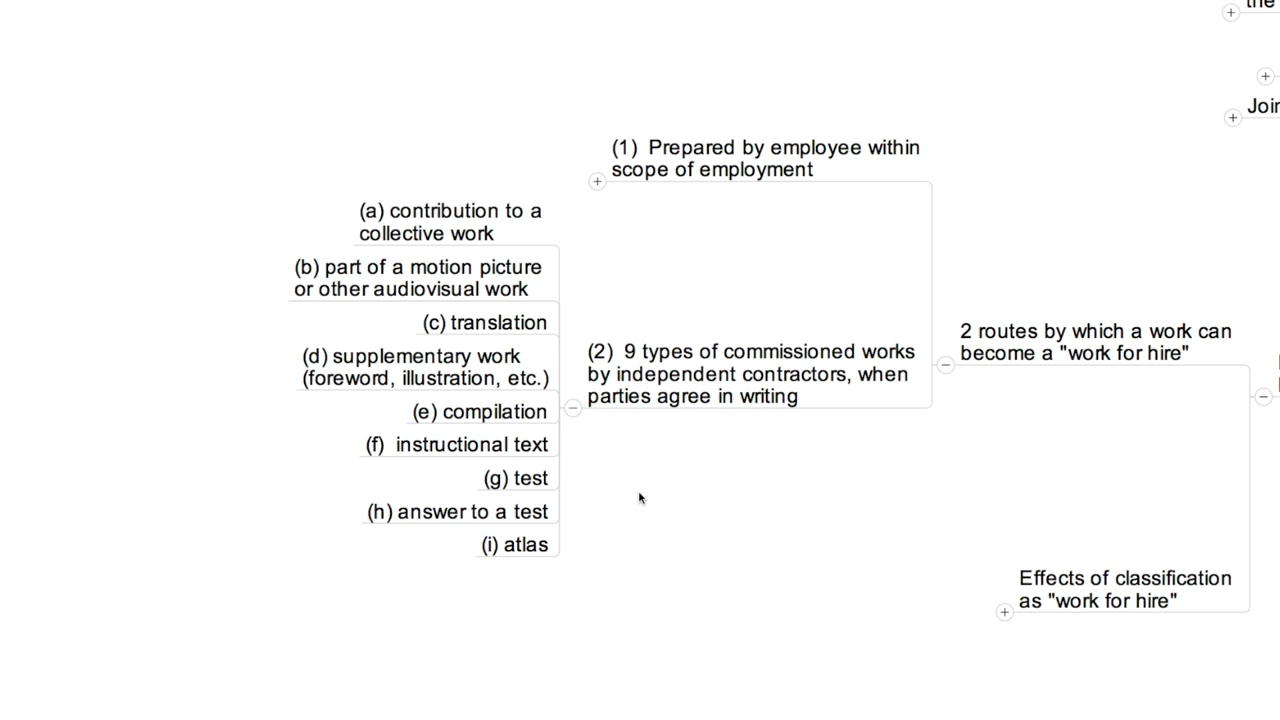 the
Join
(1) Prepared by employee within
scope of employment
(a) contribution to a
collective work
(b) part of a motion picture
or other audiovisual work
(c) translation
(d) supplementary work
(foreword, illustration, etc.)
(e) compilation
(f) instructional text
(g) test
(h) answer to a test
(i) atlas
(2) 9 types of commissioned works
by independent contractors, when
parties agree in writing
2 routes by which a work can
become a "work for hire"
Effects of classification
as "work for hire"